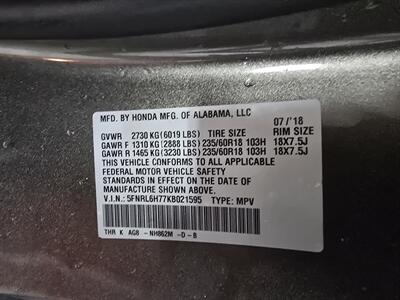 MFD. BY HONDA MFG. OF ALABAMA, LLC
07 /'18
GVWR 2730 KG (6019 LBS) TIRE SIZE RIM SIZE
GAWR F 1310 KG (2888 LBS) 235/60R18 103H 18X7.5J
GAWR R 1465 KG (3230 LBS) 235/60R18 103H 18X7.5J
THIS VEHICLE CONFORMS TO ALL APPLICABLE
FEDERAL MOTOR VEHICLE SAFETY
STANDARDS IN EFFECT ON THE DATE OF
MANUFACTURE SHOWN ABOVE.
V.I.N.: 5FNRL6H77KB021595 TYPE: MPV
THR K AG8 -NH862M -D -B